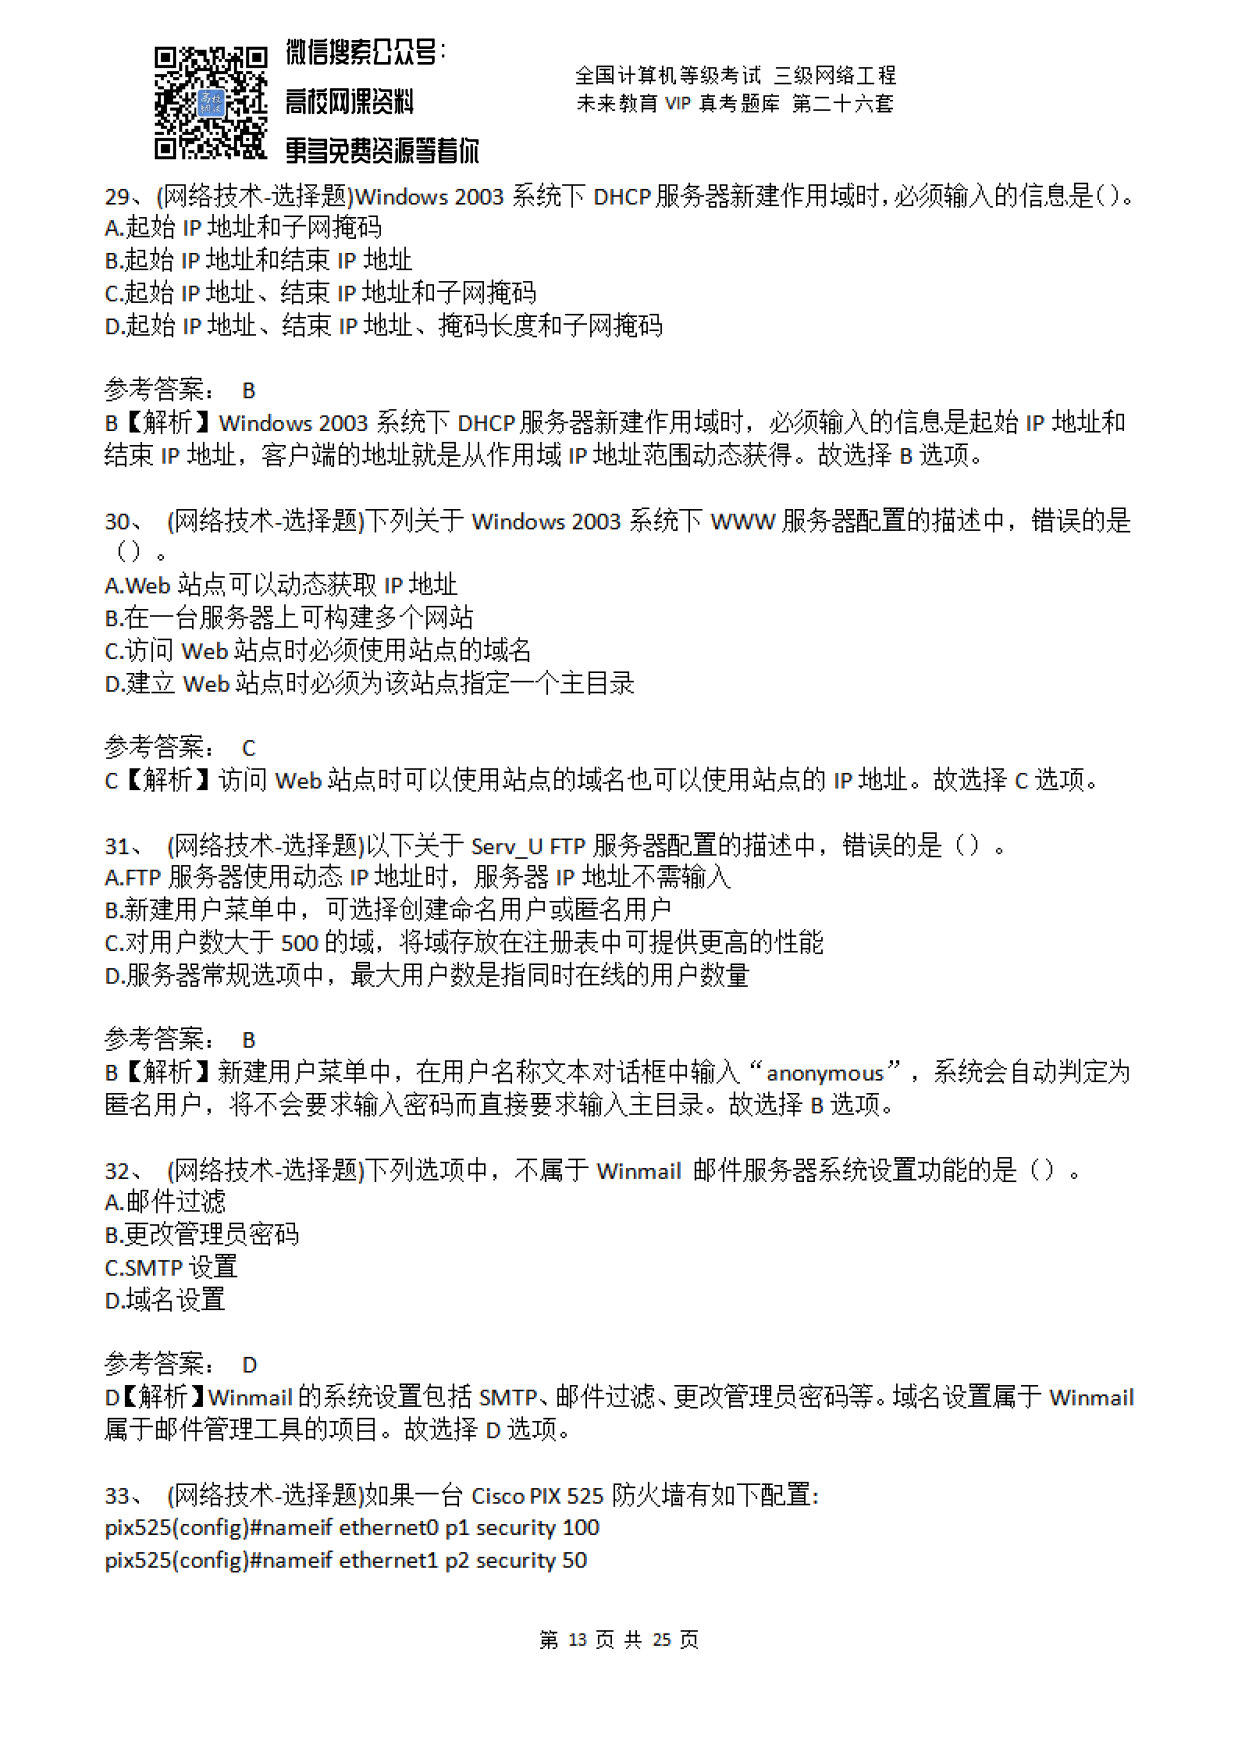 微信搜索公众号:
高校网课资料
更多免费资源等着你
全国计算机等级考试 三级网络工程
未来教育 VIP 真考题库 第二十六套
29、(网络技术-选择题)Windows 2003 系统下 DHCP 服务器新建作用域时,必须输入的信息是()。
A.起始 IP 地址和子网掩码
B.起始 IP 地址和结束 IP 地址
C.起始 IP 地址、结束 IP 地址和子网掩码
D.起始 IP 地址、结束 IP 地址、掩码长度和子网掩码
参考答案: B
B【解析】Windows 2003 系统下 DHCP 服务器新建作用域时,必须输入的信息是起始 IP 地址和
结束 IP 地址,客户端的地址就是从作用域 IP 地址范围动态获得。故选择 B 选项。
30、 (网络技术-选择题)下列关于 Windows 2003 系统下 WWW 服务器配置的描述中,错误的是
()。
A.Web 站点可以动态获取 IP 地址
B.在一台服务器上可构建多个网站
C.访问 Web 站点时必须使用站点的域名
D.建立 Web 站点时必须为该站点指定一个主目录
参考答案: C
C【解析】访问 Web 站点时可以使用站点的域名也可以使用站点的 IP 地址。故选择 C 选项。
31、 (网络技术-选择题)以下关于 Serv_U FTP 服务器配置的描述中,错误的是()。
A.FTP 服务器使用动态 IP 地址时,服务器 IP 地址不需输入
B.新建用户菜单中,可选择创建命名用户或匿名用户
C.对用户数大于 500 的域,将域存放在注册表中可提供更高的性能
D.服务器常规选项中,最大用户数是指同时在线的用户数量
参考答案: B
B【解析】新建用户菜单中,在用户名称文本对话框中输入“anonymous”,系统会自动判定为
匿名用户,将不会要求输入密码而直接要求输入主目录。故选择 B 选项。
32、 (网络技术-选择题)下列选项中,不属于 Winmail 邮件服务器系统设置功能的是()。
A.邮件过滤
B.更改管理员密码
C.SMTP 设置
D.域名设置
参考答案: D
D【解析】Winmail 的系统设置包括 SMTP、邮件过滤、更改管理员密码等。域名设置属于 Winmail
属于邮件管理工具的项目。故选择 D 选项。
33、 (网络技术-选择题)如果一台 Cisco PIX 525 防火墙有如下配置:
pix525(config)#nameif ethernet0 p1 security 100
pix525(config)#nameif ethernet1 p2 security 50
第 13 页 共 25 页